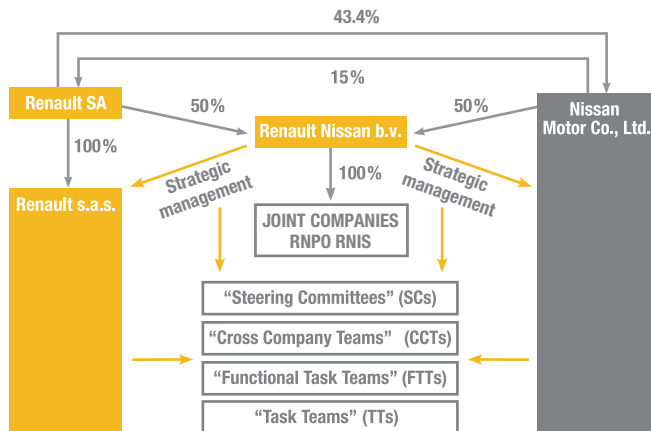 43.4%
15%
Renault SA
50%
50%
Nissan
Motor Co., Ltd.
Renault Nissan b.v.
100%
100%
Strategic
management
Strategic
management
Renault s.a.s.
JOINT COMPANIES
RNPO RNIS
“Steering Committees” (SCs)
“Cross Company Teams” (CCTs)
“Functional Task Teams” (FTTs)
“Task Teams” (TTs)